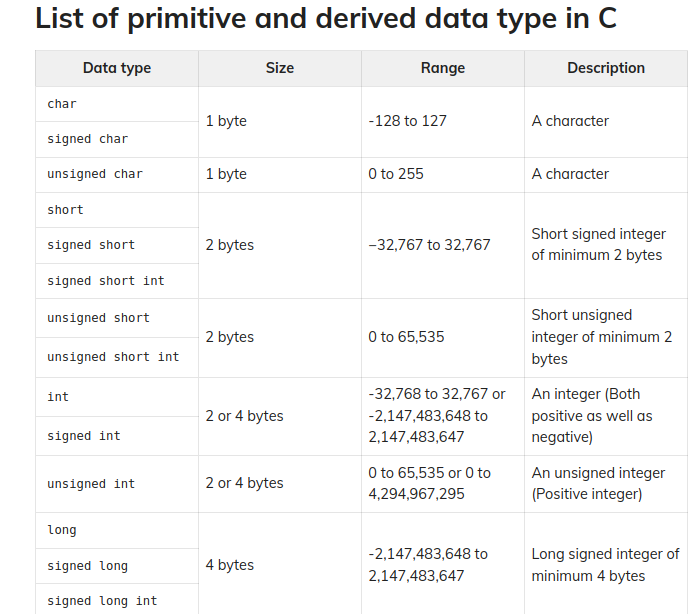 List of primitive and derived data type in C
Data type Size Range Description
char
signed char
1 byte
-128 to 127
A character
unsigned char
1 byte
0 to 255
A character
short
signed short
signed short int
2 bytes
−32,767 to 32,767
Short signed integer
of minimum 2 bytes
unsigned short
unsigned short int
2 bytes
0 to 65,535
Short unsigned
integer of minimum 2
bytes
int
signed int
2 or 4 bytes
-32,768 to 32,767 or
-2,147,483,648 to
2,147,483,647
An integer (Both
positive as well as
negative)
unsigned int
2 or 4 bytes
0 to 65,535 or 0 to
4,294,967,295
An unsigned integer
(Positive integer)
long
signed long
signed long int
4 bytes
-2,147,483,648 to
2,147,483,647
Long signed integer of
minimum 4 bytes